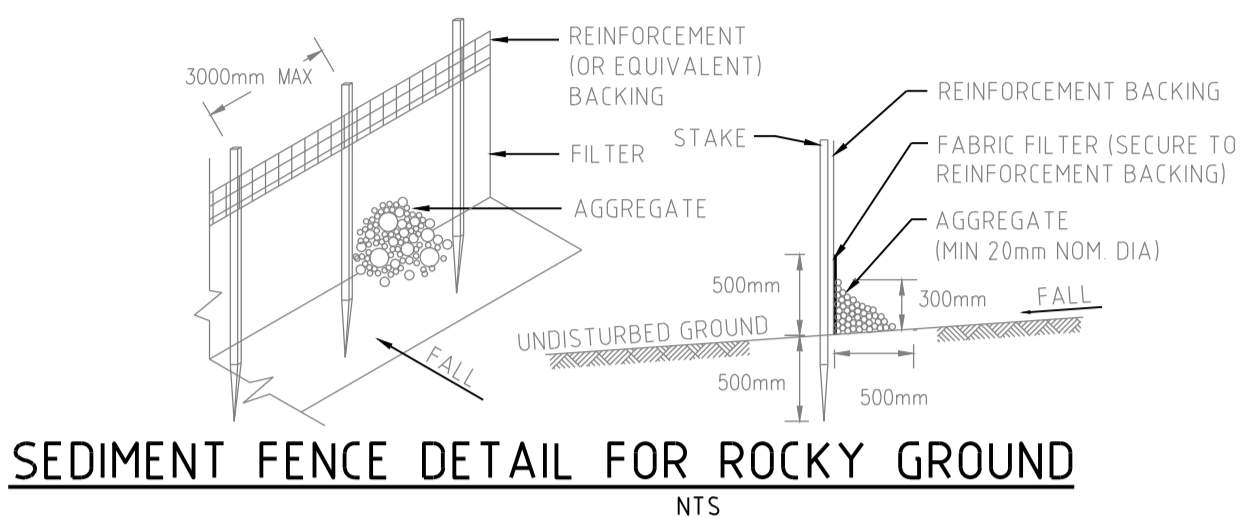 3000mm MAX
REINFORCEMENT
(OR EQUIVALENT)
BACKING
FILTER
AGGREGATE
FALL
STAKE
REINFORCEMENT BACKING
FABRIC FILTER (SECURE TO
REINFORCEMENT BACKING)
AGGREGATE
(MIN 20mm NOM. DIA)
500mm
300mm
FALL
UNDISTURBED GROUND
500mm
500mm
SEDIMENT FENCE DETAIL FOR ROCKY GROUND
NTS